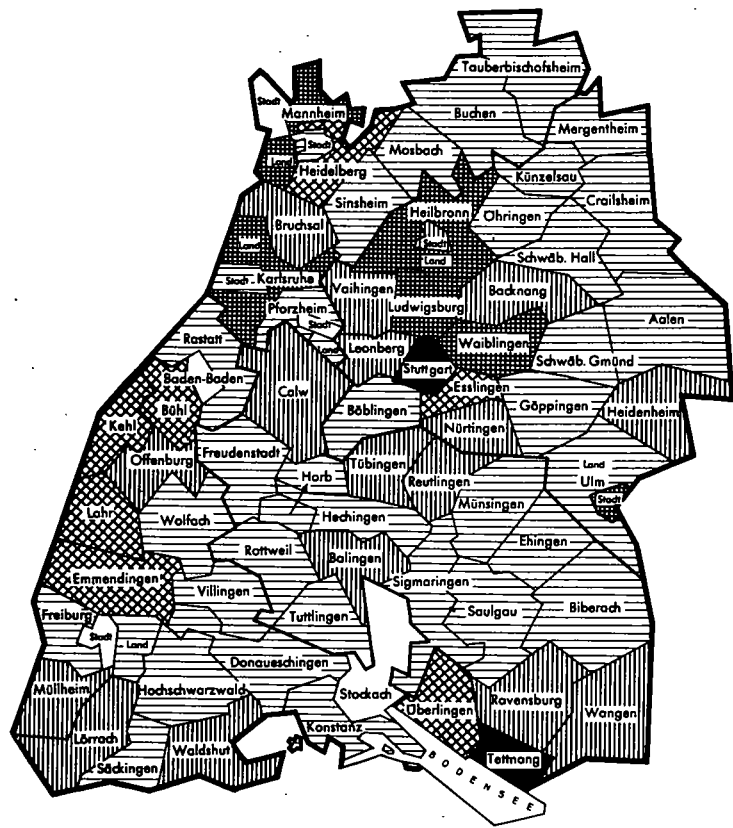 Tauberbischofsheim
Stadt
Mannheim
Buchen
Mergentheim
Stadt
Mosbach
Land
Heidelberg
Künzelsau
Crailsheim
Sinsheim
Heilbronn
Öhringen
Bruchsal
Stadt
Land
Land
Schwäb. Hall
Stadt
Karlsruhe
Vaihingen
Backnang
Ludwigsburg
Pforzheim
Aalen
Stadt
Rastatt
Land
Leonberg
Waiblingen
Schwäb. Gmünd
Stuttgart
Baden-Baden
Esslingen
Calw
Bühl
Böblingen
Göppingen
Heidenheim
Kehl
Nürtingen
Freudenstadt
Offenburg
Tübingen
Land
Horb
Reutlingen
Ulm
Stadt
Münsingen
Lahr
Wolfach
Hechingen
Ehingen
Rottweil
Balingen
Emmendingen
Sigmaringen
Villingen
Biberach
Saulgau
Freiburg
Tuttlingen
Stadt
Land
Donaueschingen
Müllheim
Hochschwarzwald
Stockach
Ravensburg
Überlingen
Wangen
Konstanz
Lörrach
Waldshut
Tettnang
Säckingen
BODENSEE